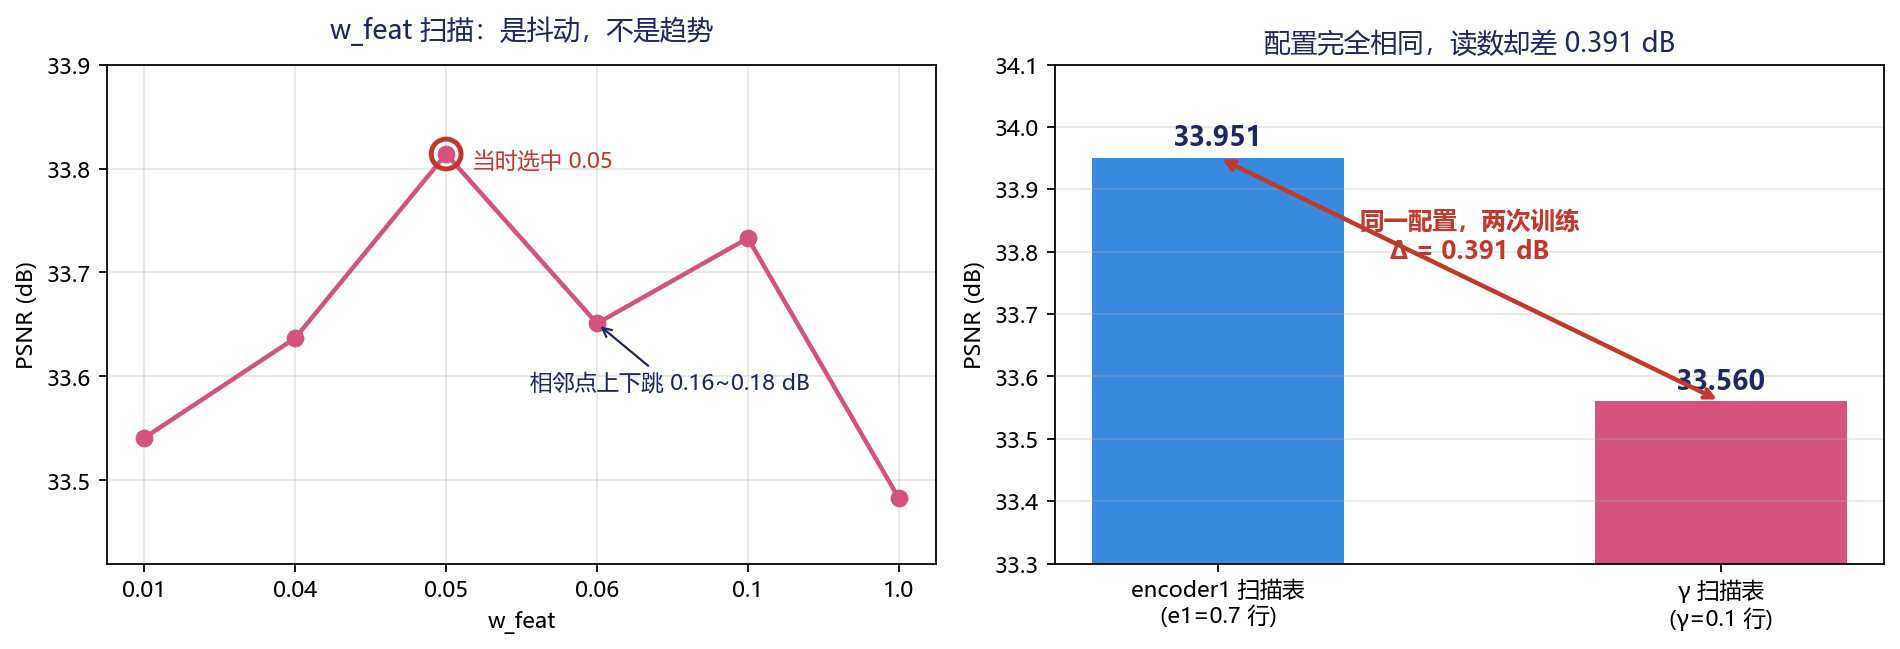 w_feat 扫描：是抖动，不是趋势
33.9
33.8
33.7
33.6
33.5
PSNR (dB)
当时选中 0.05
相邻点上下跳 0.16~0.18 dB
0.01
0.04
0.05
0.06
0.1
1.0
w_feat
配置完全相同，读数却差 0.391 dB
34.1
34.0
33.9
33.8
33.7
33.6
33.5
33.4
33.3
PSNR (dB)
33.951
同一配置，两次训练
Δ = 0.391 dB
33.560
encoder1 扫描表
(e1=0.7 行)
γ 扫描表
(γ=0.1 行)